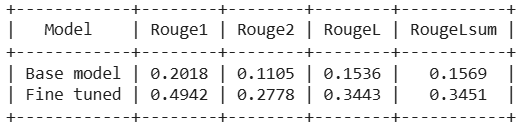 +------------+--------+--------+--------+-----------+
|   Model    | Rouge1 | Rouge2 | RougeL | RougeLsum |
+------------+--------+--------+--------+-----------+
| Base model | 0.2018 | 0.1105 | 0.1536 |   0.1569  |
| Fine tuned | 0.4942 | 0.2778 | 0.3443 |   0.3451  |
+------------+--------+--------+--------+-----------+